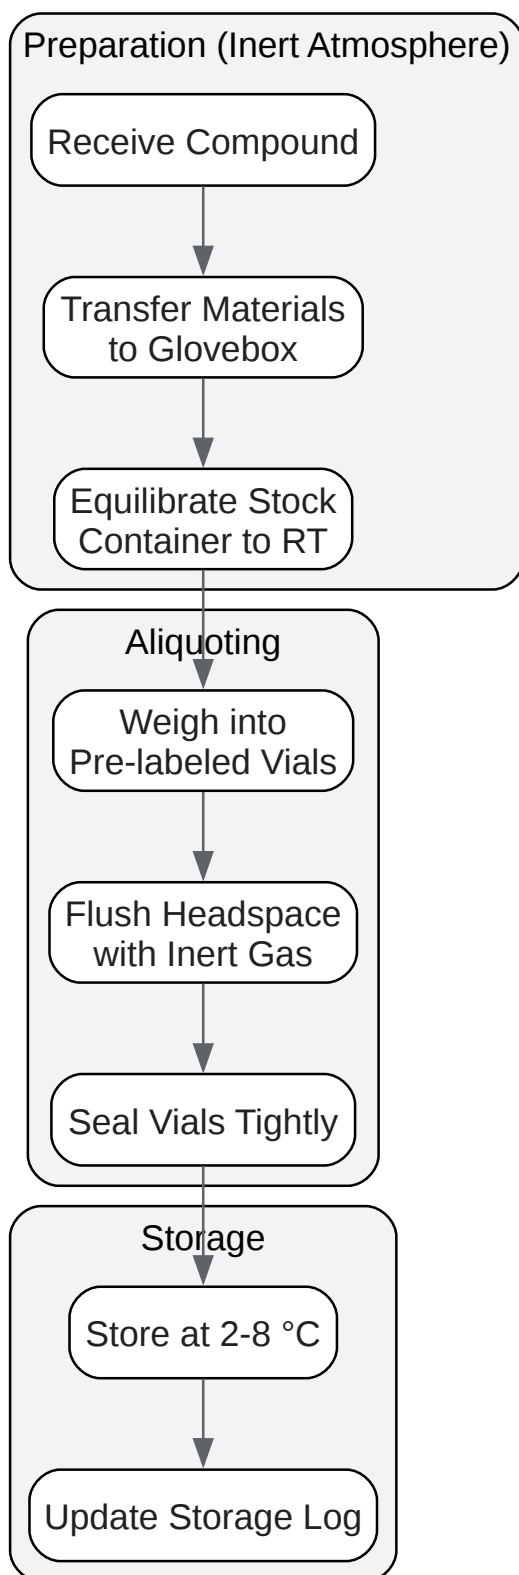 Preparation (Inert Atmosphere)
Receive Compound
Transfer Materials
to Glovebox
Equilibrate Stock
Container to RT
Aliquoting
Weigh into
Pre-labeled Vials
Flush Headspace
with Inert Gas
Seal Vials Tightly
Storage
Store at 2-8 °C
Update Storage Log